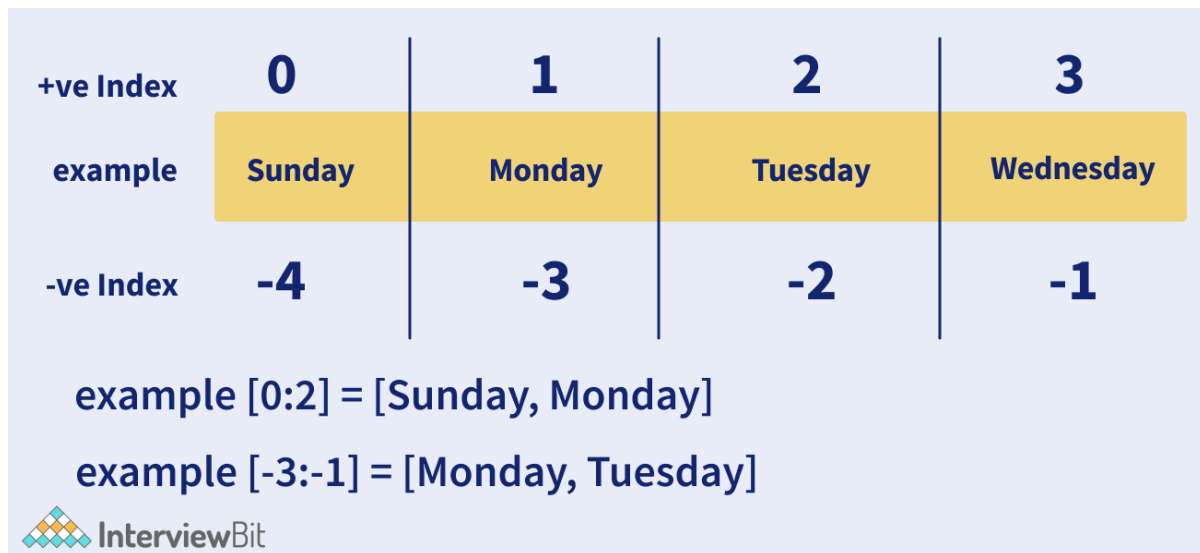 +ve Index 0 1 2 3
example Sunday Monday Tuesday Wednesday
-ve Index -4 -3 -2 -1
example [0:2] = [Sunday, Monday]
example [-3:-1] = [Monday, Tuesday]
InterviewBit